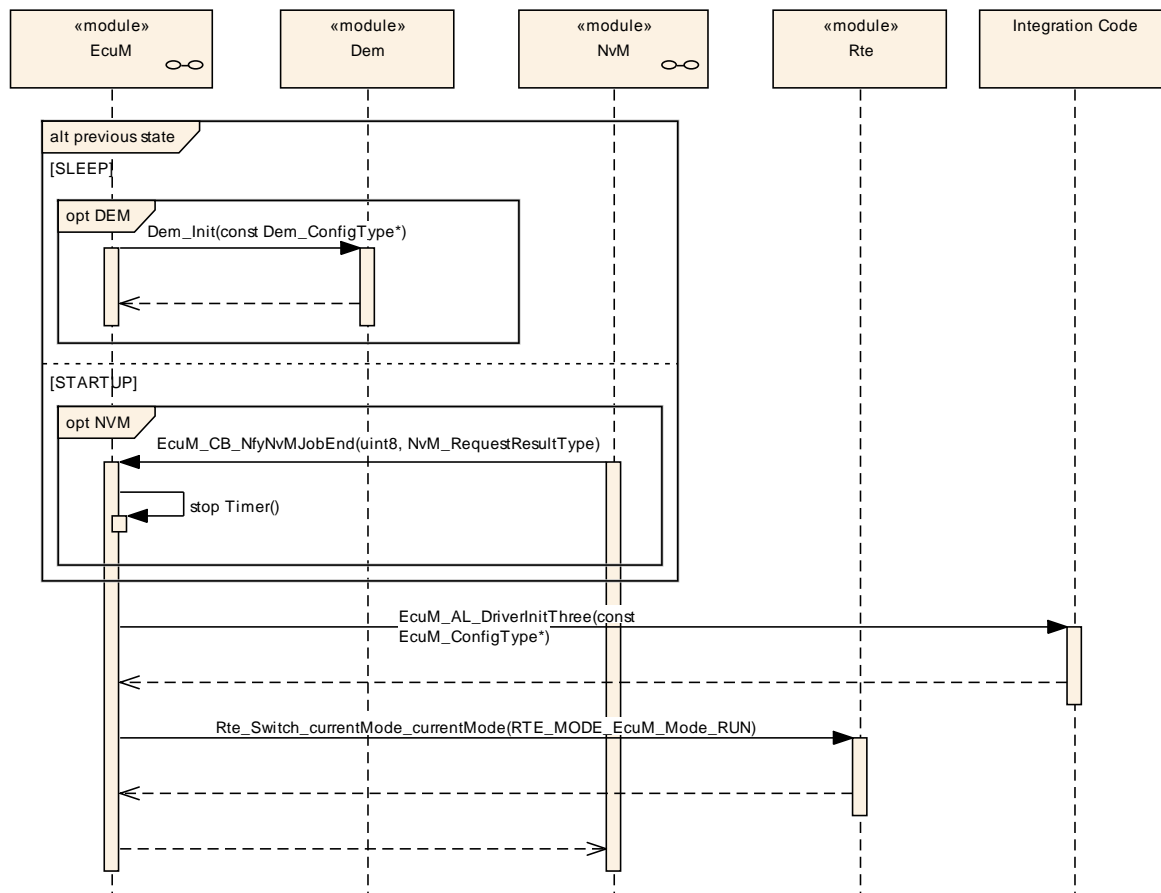 «module»
EcuM
«module»
Dem
«module»
NvM
«module»
Rte
Integration Code
alt previous state
[SLEEP]
opt DEM
Dem_Init(const Dem_ConfigType*)
[STARTUP]
opt NVM
EcuM_CB_NfyNvMJobEnd(uint8, NvM_RequestResultType)
stop Timer()
EcuM_AL_DriverInitThree(const
EcuM_ConfigType*)
Rte_Switch_currentMode_currentMode(RTE_MODE_EcuM_Mode_RUN)